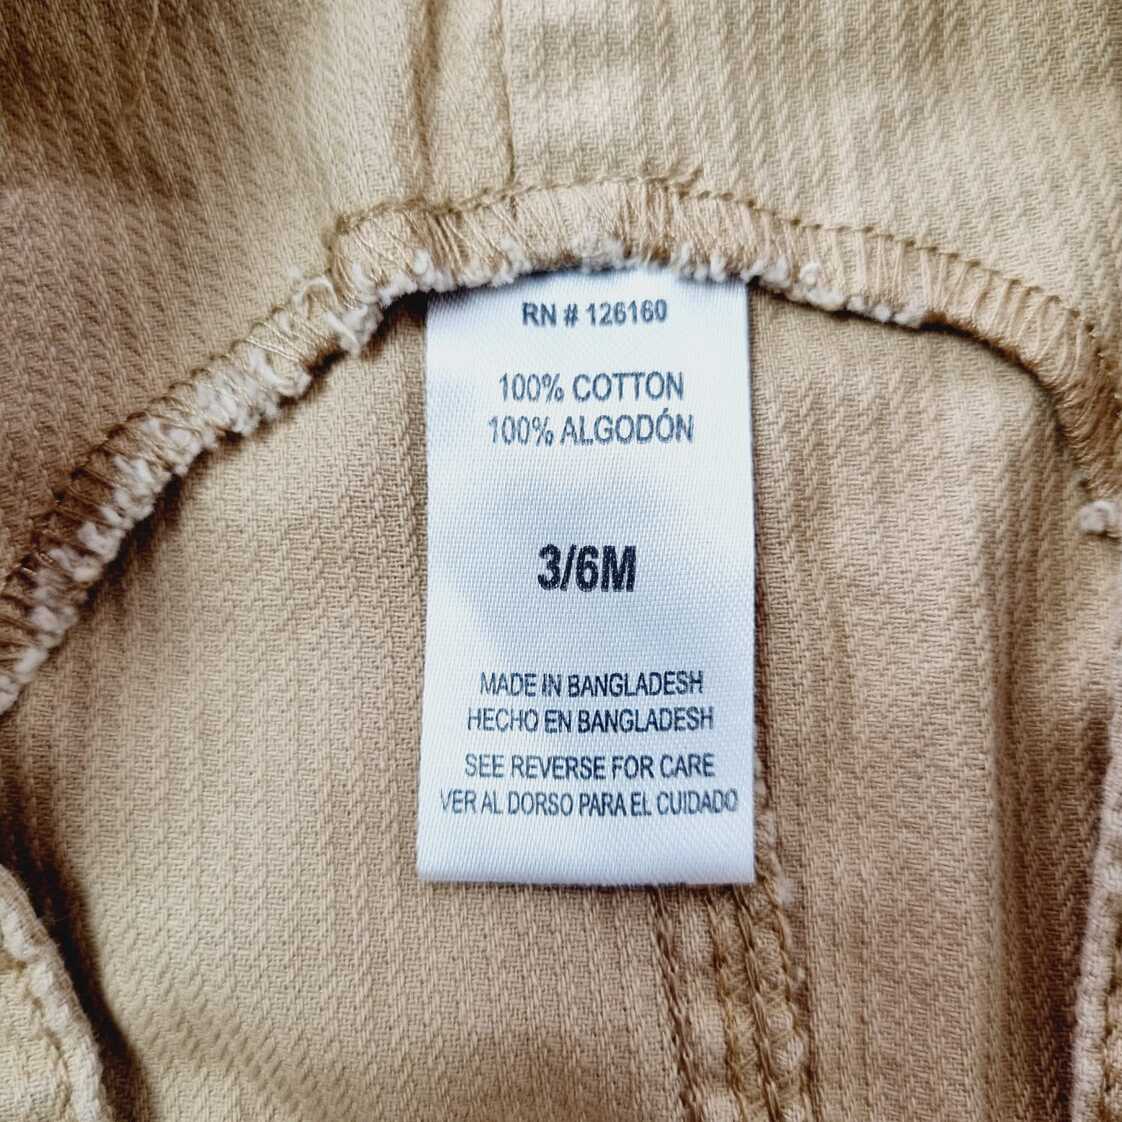 RN # 126160
100% COTTON
100% ALGODÓN
3/6M
MADE IN BANGLADESH
HECHO EN BANGLADESH
SEE REVERSE FOR CARE
VER AL DORSO PARA EL CUIDADO